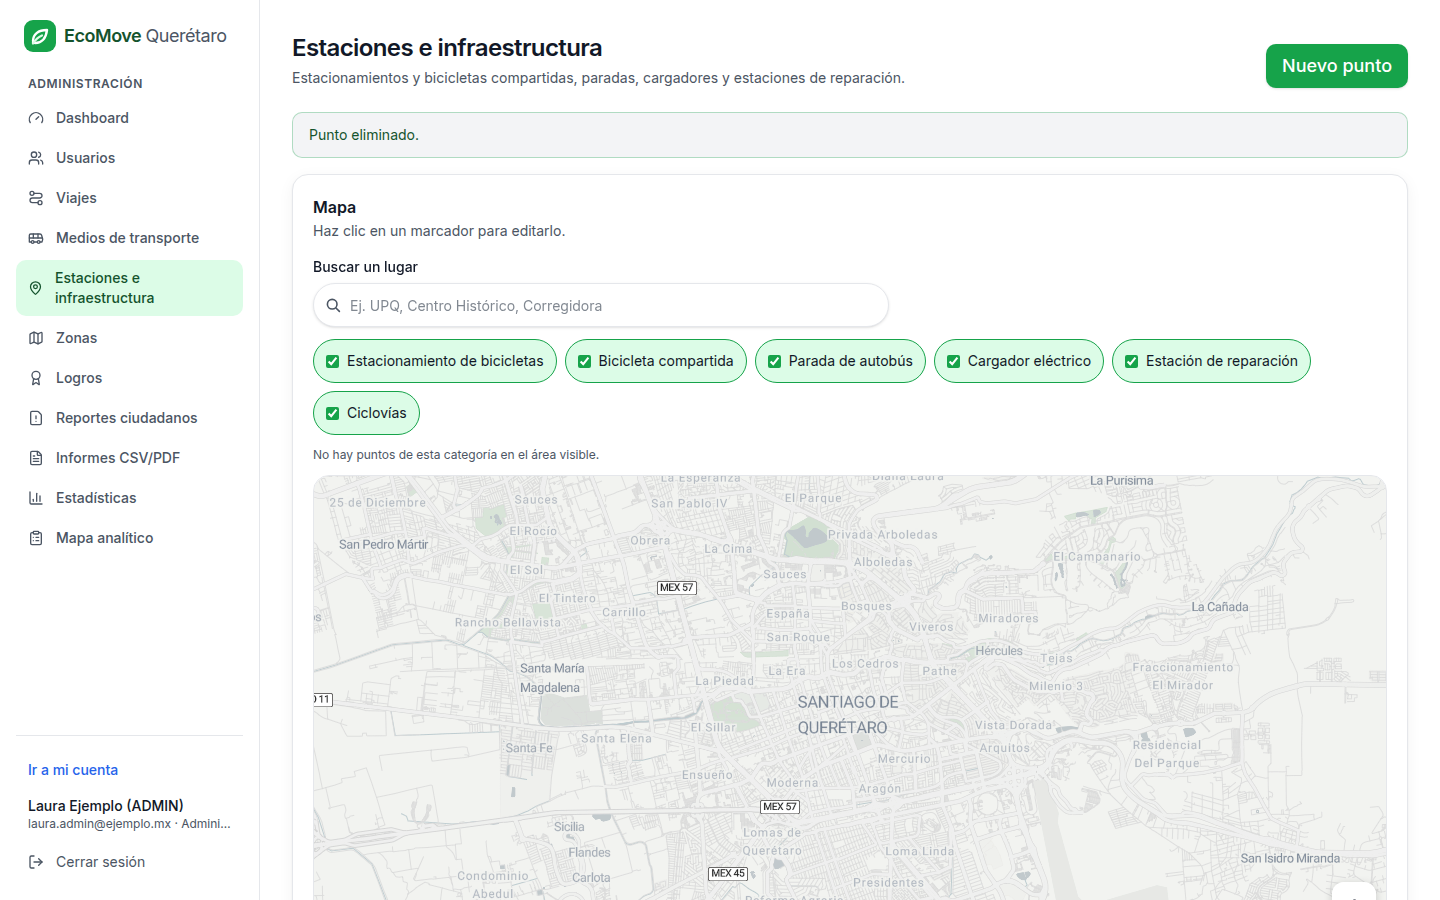 EcoMove Querétaro
ADMINISTRACIÓN
Dashboard
Usuarios
Viajes
Medios de transporte
Estaciones e
infraestructura
Zonas
Logros
Reportes ciudadanos
Informes CSV/PDF
Estadísticas
Mapa analítico
Ir a mi cuenta
Laura Ejemplo (ADMIN)
laura.admin@ejemplo.mx · Admini...
Cerrar sesión
Estaciones e infraestructura
Estacionamientos y bicicletas compartidas, paradas, cargadores y estaciones de reparación.
Nuevo punto
Punto eliminado.
Mapa
Haz clic en un marcador para editarlo.
Buscar un lugar
Ej. UPQ, Centro Histórico, Corregidora
Estacionamiento de bicicletas
Bicicleta compartida
Parada de autobús
Cargador eléctrico
Estación de reparación
Ciclovías
No hay puntos de esta categoría en el área visible.
La Esperanza
Diana Laura
La Purisima
25 de Diciembre
Sauces
San Pablo IV
El Parque
El Rocío
Privada Arboledas
San Pedro Mártir
Obrera
La Cima
El Campanario
Alboledas
El Sol
Sauces
MEX 57
El Tintero
Carrillo
España
Bosques
Miradores
La Cañada
Rancho Bellavista
Viveros
San Roque
Hércules
Tejas
Santa María
Magdalena
La Era
Los Cedros
Pathe
Fraccionamiento
El Mirador
La Piedad
Milenio 3
11
SANTIAGO DE
QUERÉTARO
El Sillar
Vista Dorada
Santa Elena
Santa Fe
Arquitos
Residencial
Del Parque
Mercurio
Ensueño
Moderna
Aragón
MEX 57
Sicilia
Lomas de
Querétaro
Flandes
Loma Linda
San Isidro Miranda
MEX 45
Condominio
Abedul
Carlota
Presidentes
Reforma Agraria